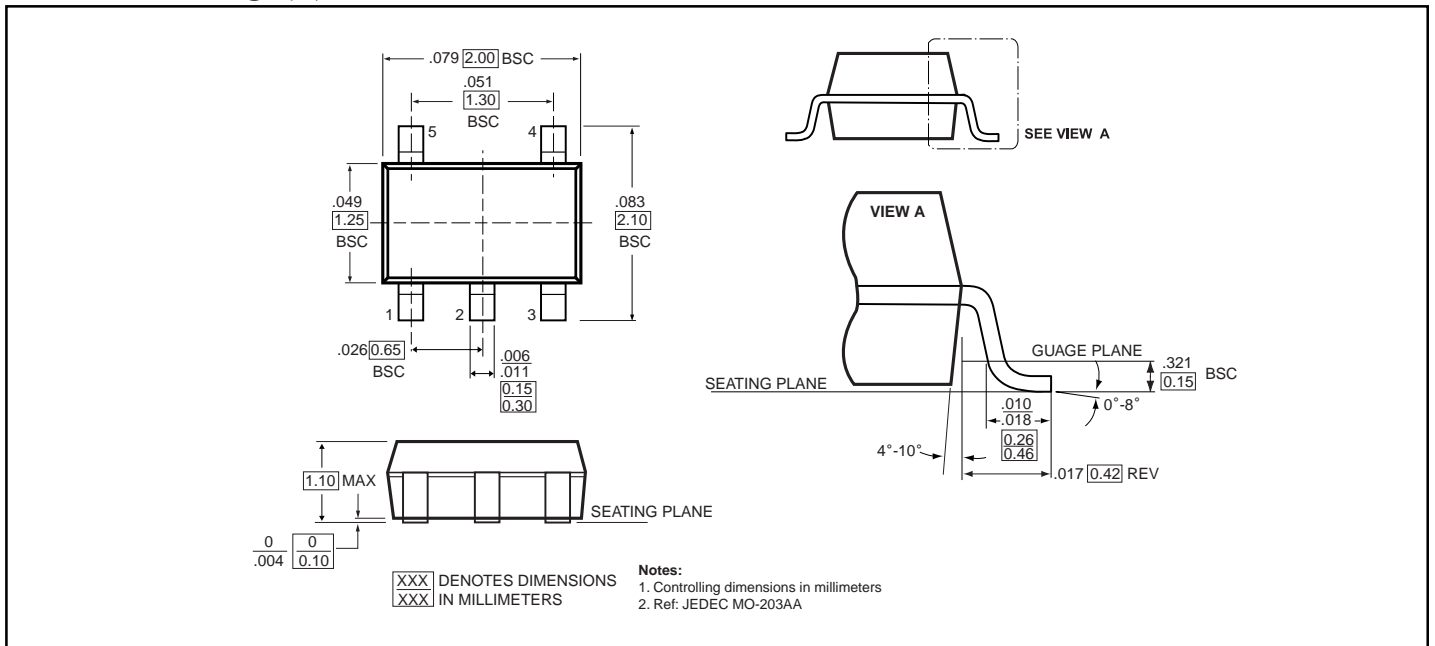 .079 2.00 BSC
.051
1.30
BSC
5
4
.049
1.25
BSC
.083
2.10
BSC
1
2
3
.026 0.65
BSC
.006
.011
0.15
0.30
1.10 MAX
SEATING PLANE
0
.004
0
0.10
XXX DENOTES DIMENSIONS
XXX IN MILLIMETERS
Notes:
1. Controlling dimensions in millimeters
2. Ref: JEDEC MO-203AA
SEE VIEW A
VIEW A
GUAGE PLANE
.321
0.15
BSC
SEATING PLANE
0°-8°
.010
.018
0.26
0.46
4°-10°
.017 0.42 REV